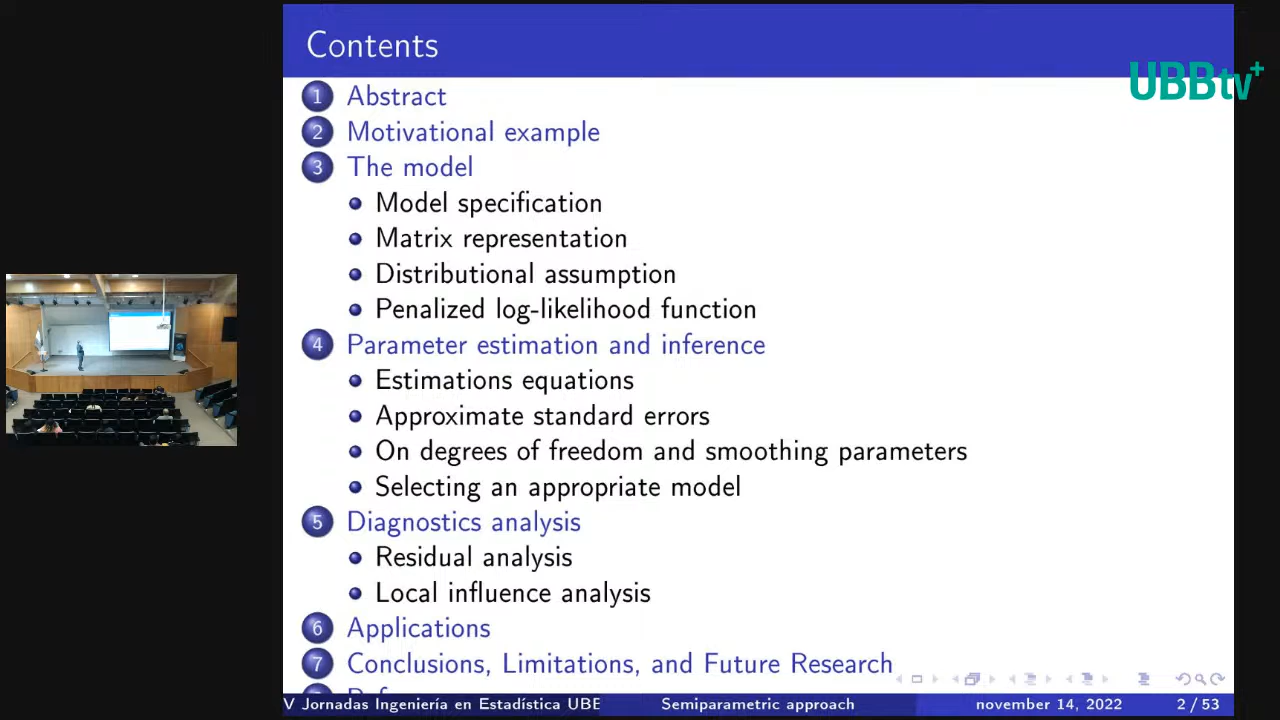 Contents
UBBtv+
1 Abstract
2 Motivational example
3 The model
Model specification
Matrix representation
Distributional assumption
Penalized log-likelihood function
4 Parameter estimation and inference
Estimations equations
Approximate standard errors
On degrees of freedom and smoothing parameters
Selecting an appropriate model
5 Diagnostics analysis
Residual analysis
Local influence analysis
6 Applications
7 Conclusions, Limitations, and Future Research
V Jornadas Ingeniería en Estadística UBB Semiparametric approach november 14, 2022 2 / 53